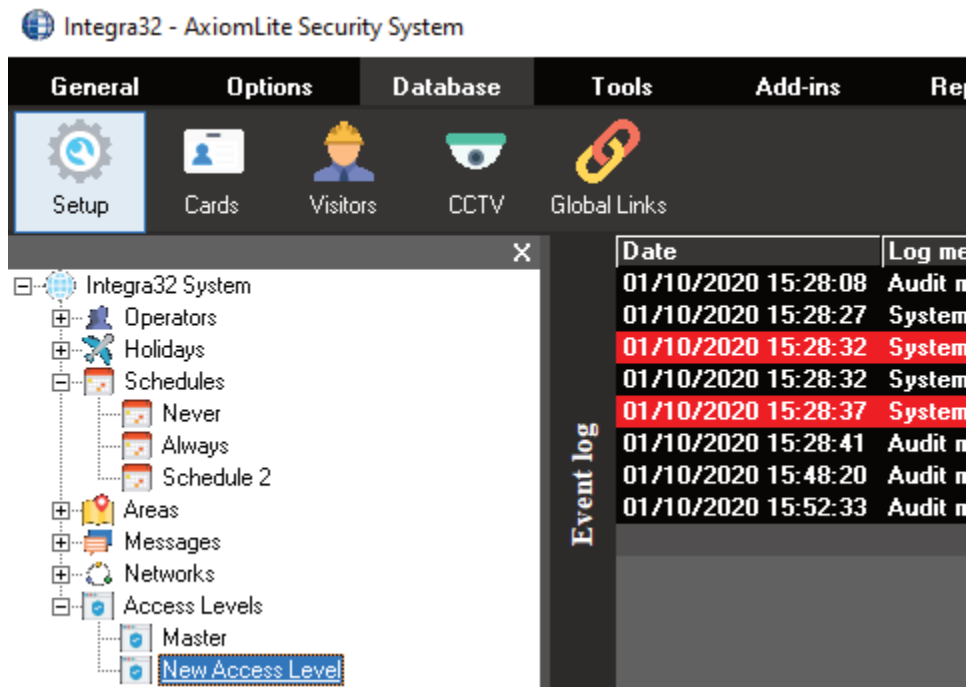 Integra32 - AxiomLite Security System
General Options Database Tools Add-ins
Setup Cards Visitors CCTV Global Links
X
Integra32 System
Operators
Holidays
Schedules
Never
Always
Schedule 2
Areas
Messages
Networks
Access Levels
Master
New Access Level
Event log
Date Log
01/10/2020 15:28:08 Audit
01/10/2020 15:28:27 System
01/10/2020 15:28:32 System
01/10/2020 15:28:32 System
01/10/2020 15:28:37 System
01/10/2020 15:28:41 Audit
01/10/2020 15:48:20 Audit
01/10/2020 15:52:33 Audit